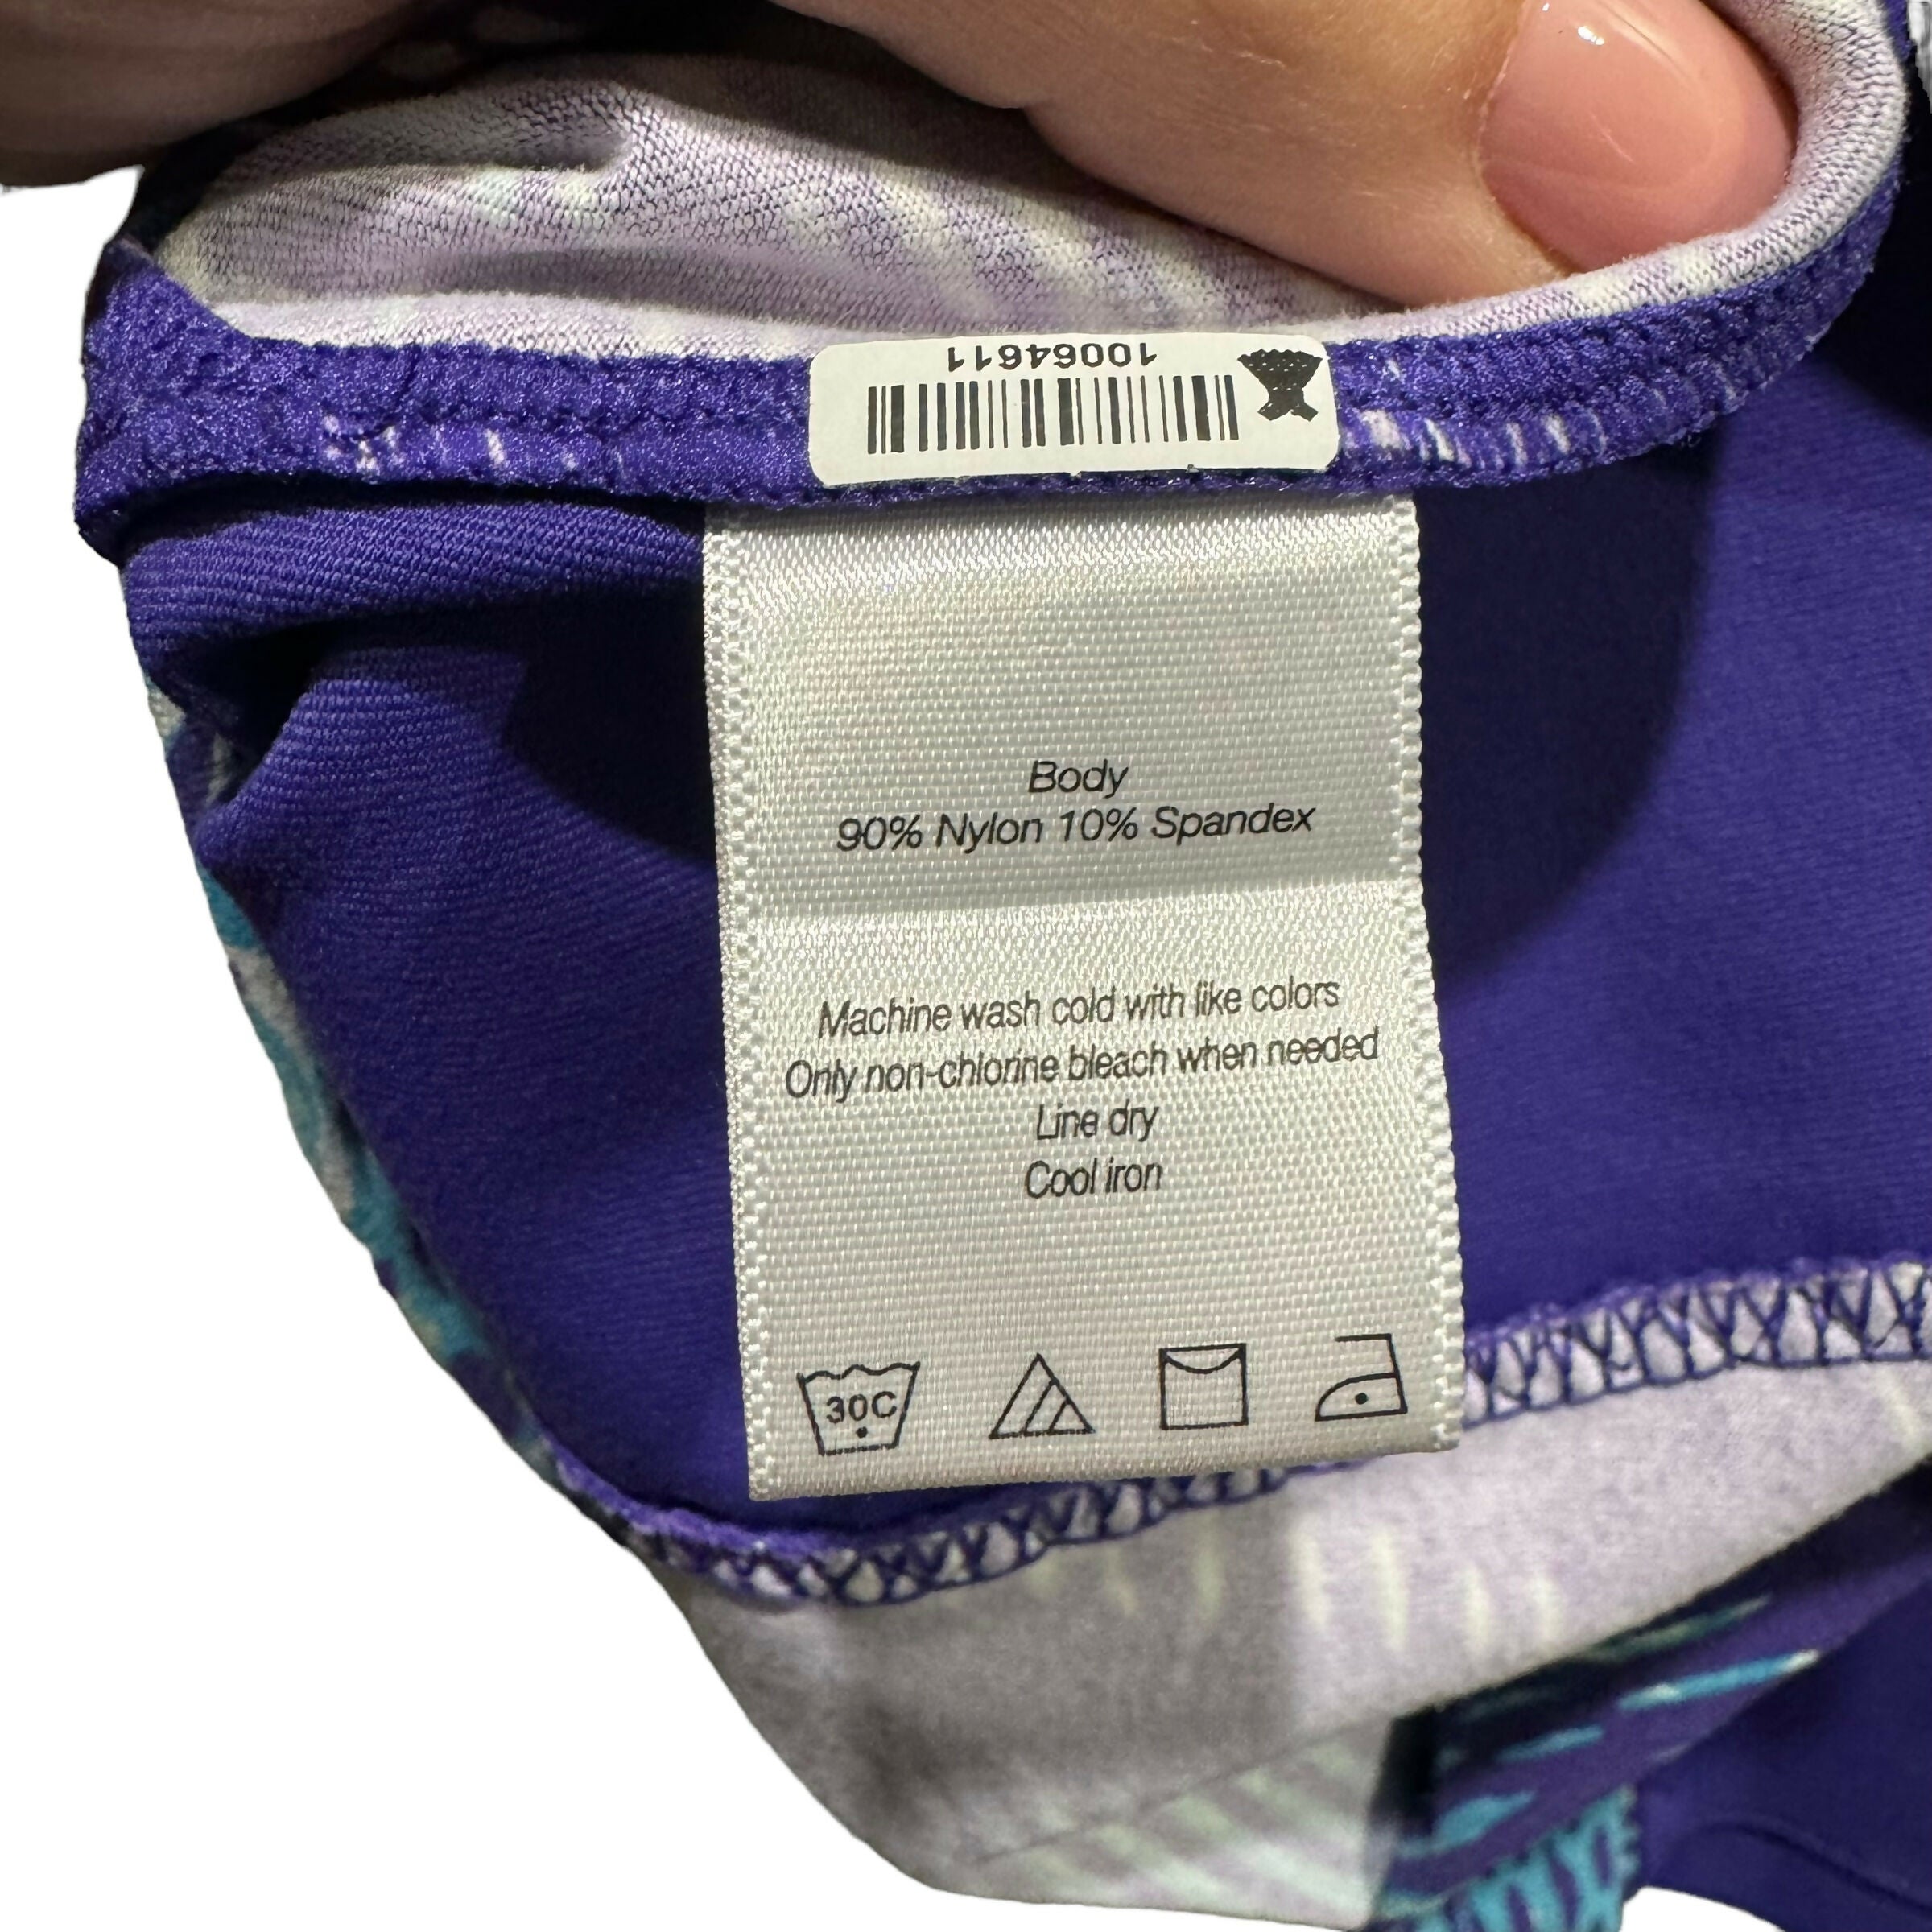 10064611
Body
90% Nylon 10% Spandex
Machine wash cold with like colors
Only non-chlorine bleach when needed
Line dry
Cool iron
30C